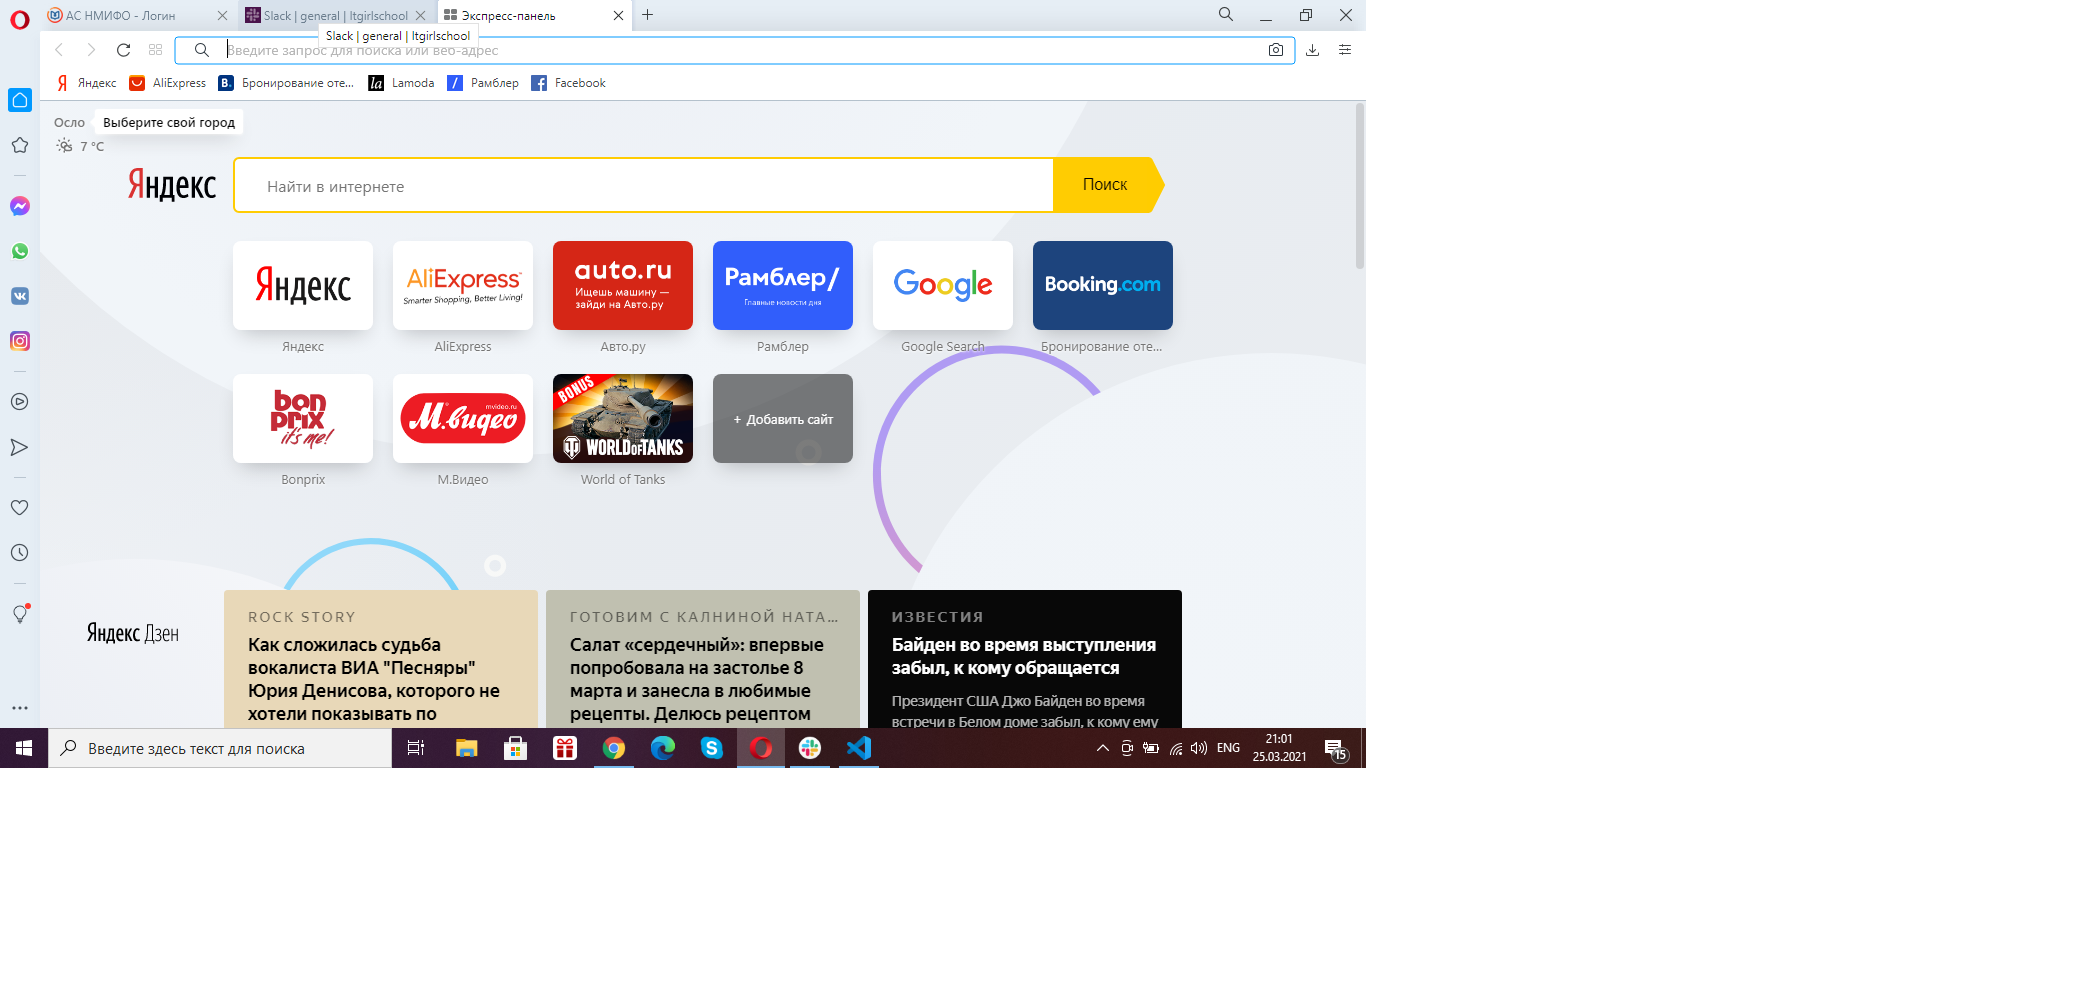 АС НМИФО - Логин
Slack | general | Itgirlschool
Экспресс-панель
Slack | general | Itgirlschool
Введите запрос для поиска или веб-адрес
Яндекс
AliExpress
Бронирование оте...
Lamoda
Рамблер
Facebook
Осло
Выберите свой город
7 °C
Яндекс
Найти в интернете
Поиск
Яндекс
AliExpress
Smarter Shopping, Better Living!
auto.ru
Ищешь машину —
зайди на Авто.ру
Рамблер/
Главные новости дня
Google
Booking.com
Яндекс
AliExpress
Авто.ру
Рамблер
Google Search
Бронирование оте...
bon
prix
it's me!
mvideo.ru
М.видео
BONUS
WORLD OF TANKS
+ Добавить сайт
Bonprix
М.Видео
World of Tanks
Яндекс Дзен
ROCK STORY
Как сложилась судьба
вокалиста ВИА "Песняры"
Юрия Денисова, которого не
хотели показывать по
ГОТОВИМ С КАЛНИНОЙ НАТА...
Салат «сердечный»: впервые
попробовала на застолье 8
марта и занесла в любимые
рецепты. Делюсь рецептом
ИЗВЕСТИЯ
Байден во время выступления
забыл, к кому обращается
Президент США Джо Байден во время
встречи в Белом доме забыл, к кому ему
Введите здесь текст для поиска
ENG
21:01
25.03.2021
15